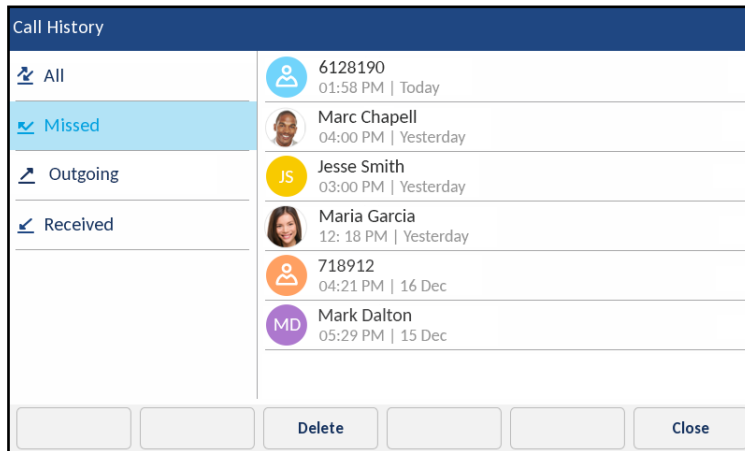 Call History
All
Missed
Outgoing
Received
6128190
01:58 PM | Today
Marc Chapell
04:00 PM | Yesterday
JS
Jesse Smith
03:00 PM | Yesterday
Maria Garcia
12: 18 PM | Yesterday
718912
04:21 PM | 16 Dec
MD
Mark Dalton
05:29 PM | 15 Dec
Delete
Close